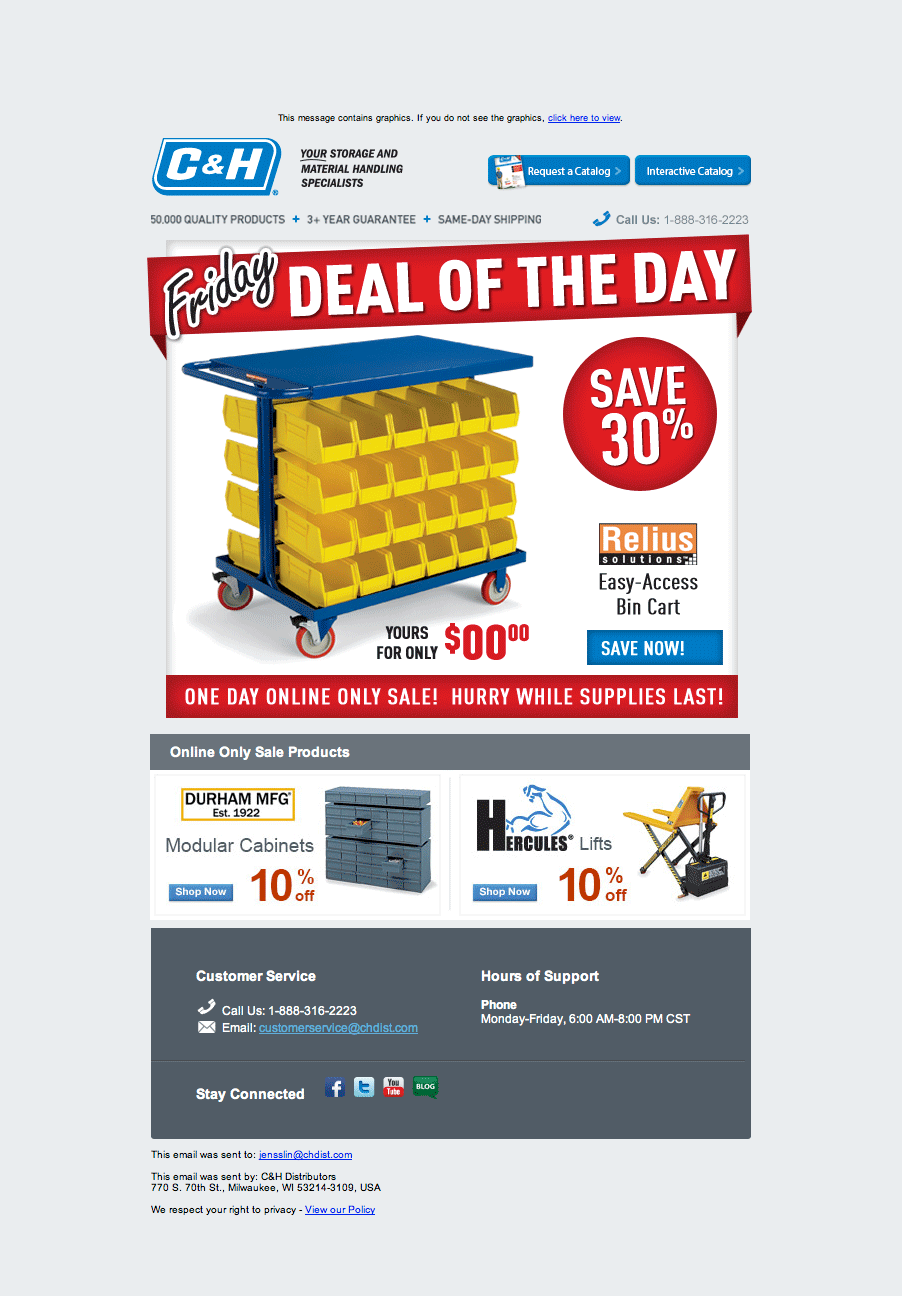 This message contains graphics. If you do not see the graphics, click here to view.
C&H®
YOUR STORAGE AND
MATERIAL HANDLING
SPECIALISTS
Request a Catalog >
Interactive Catalog >
50,000 QUALITY PRODUCTS + 3+ YEAR GUARANTEE + SAME-DAY SHIPPING
Call Us: 1-888-316-2223
Friday DEAL OF THE DAY
SAVE
30%
Relius
solutions
Easy-Access
Bin Cart
YOURS
FOR ONLY $0000
SAVE NOW!
ONE DAY ONLINE ONLY SALE! HURRY WHILE SUPPLIES LAST!
Online Only Sale Products
DURHAM MFG®
Est. 1922
Modular Cabinets
Shop Now
10% off
HERCULES® Lifts
Shop Now
10% off
Customer Service
Call Us: 1-888-316-2223
Email: customerservice@chdist.com
Hours of Support
Phone
Monday-Friday, 6:00 AM-8:00 PM CST
Stay Connected
f
t
You
Tube
BLOG
This email was sent to: jensslin@chdist.com
This email was sent by: C&H Distributors
770 S. 70th St., Milwaukee, WI 53214-3109, USA
We respect your right to privacy - View our Policy